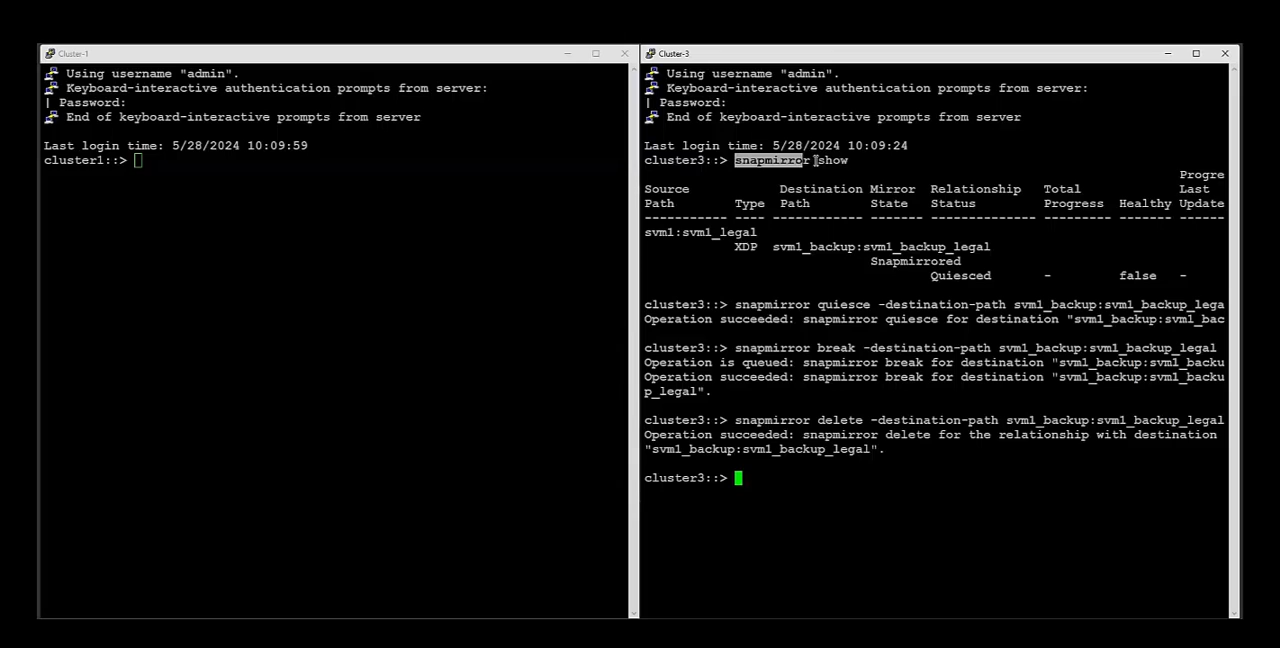 Cluster-1
Using username "admin".
Keyboard-interactive authentication prompts from server:
| Password:
End of keyboard-interactive prompts from server
Last login time: 5/28/2024 10:09:59
cluster1::>
Cluster-3
Using username "admin".
Keyboard-interactive authentication prompts from server:
| Password:
End of keyboard-interactive prompts from server
Last login time: 5/28/2024 10:09:24
cluster3::> snapmirror show
Progre
Source Destination Mirror Relationship Total Last
Path Type Path State Status Progress Healthy Update
----------- ---- ------------ ------- -------------- --------- ------- ------
svm1:svm1_legal
XDP svm1_backup:svm1_backup_legal
Snapmirrored
Quiesced - false -
cluster3::> snapmirror quiesce -destination-path svm1_backup:svm1_backup_lega
Operation succeeded: snapmirror quiesce for destination "svm1_backup:svm1_bac
cluster3::> snapmirror break -destination-path svm1_backup:svm1_backup_legal
Operation is queued: snapmirror break for destination "svm1_backup:svm1_backu
Operation succeeded: snapmirror break for destination "svm1_backup:svm1_backu
p_legal".
cluster3::> snapmirror delete -destination-path svm1_backup:svm1_backup_legal
Operation succeeded: snapmirror delete for the relationship with destination
"svm1_backup:svm1_backup_legal".
cluster3::>